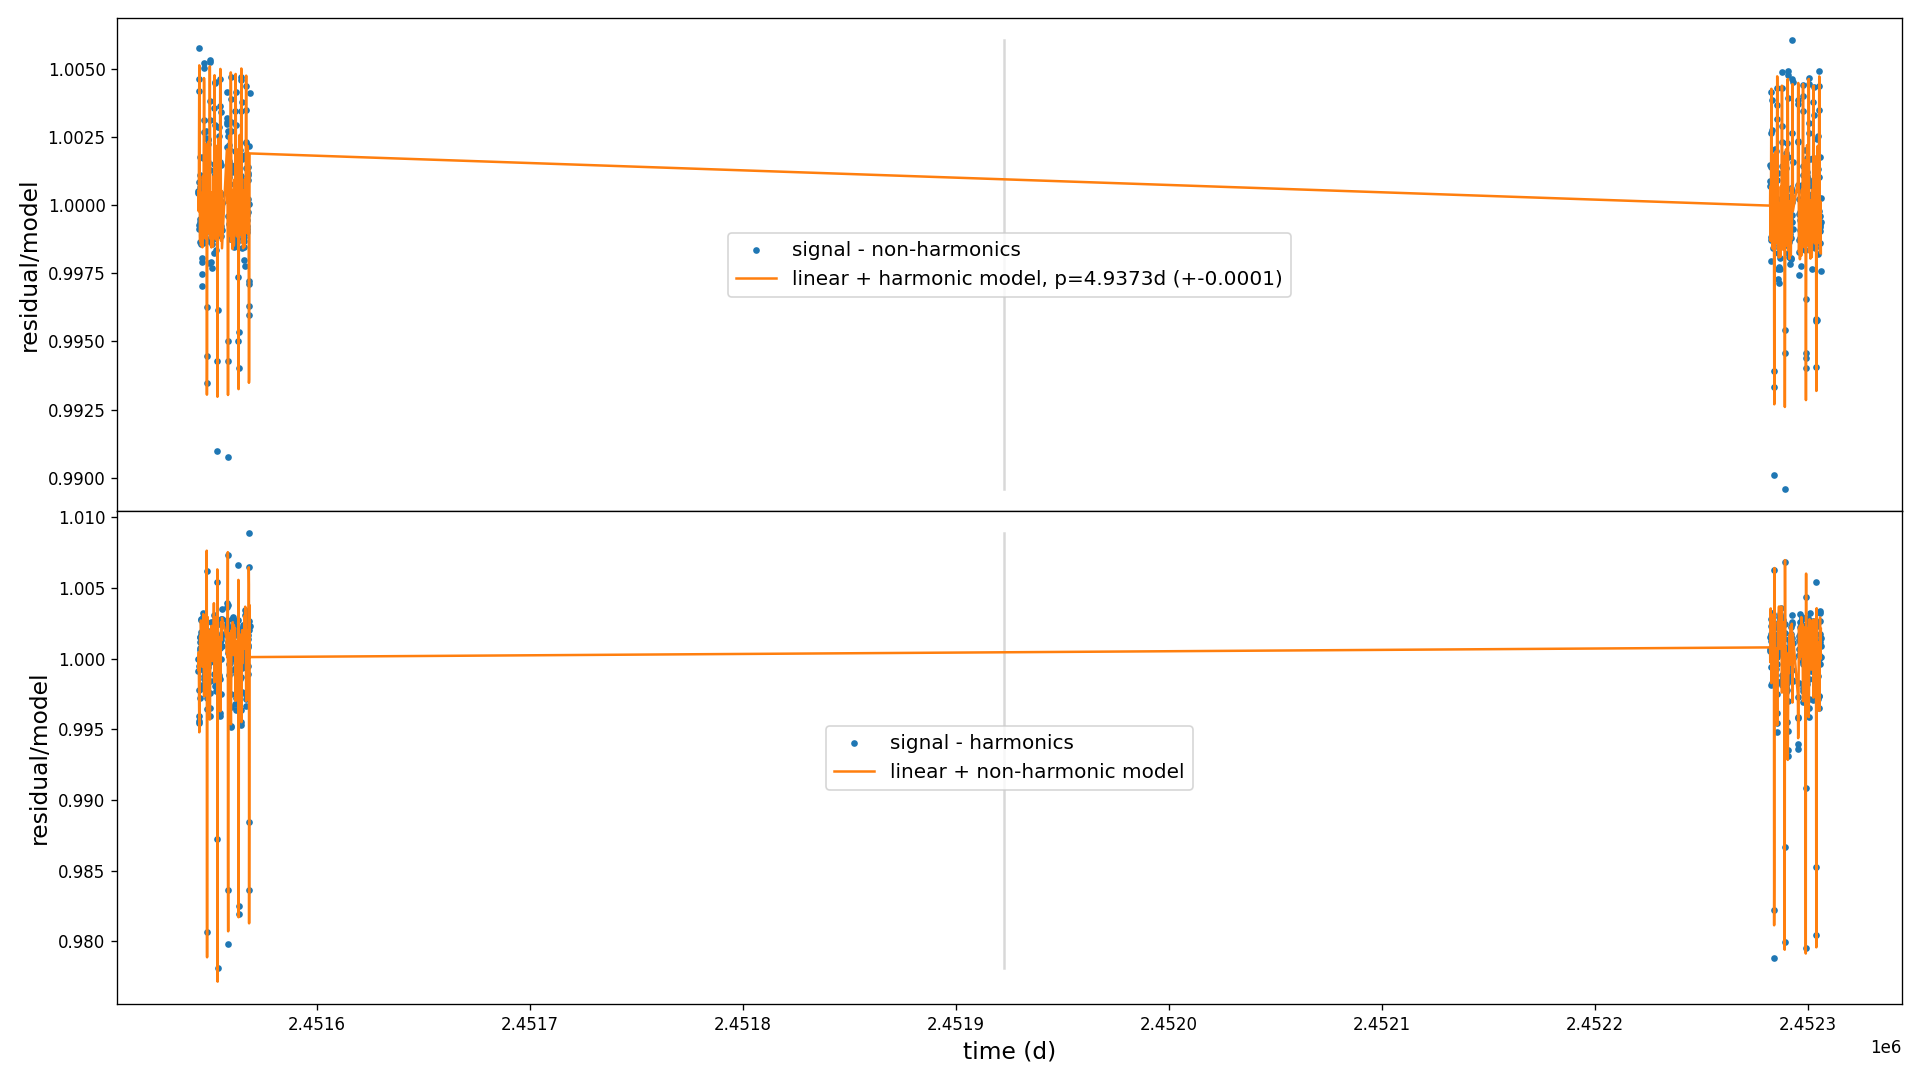 1.0050
1.0025
1.0000
0.9975
0.9950
0.9925
0.9900
residual/model
signal - non-harmonics
linear + harmonic model, p=4.9373d (+-0.0001)
1.010
1.005
1.000
0.995
0.990
0.985
0.980
residual/model
signal - harmonics
linear + non-harmonic model
2.4516 2.4517 2.4518 2.4519 2.4520 2.4521 2.4522 2.4523
time (d)
1e6